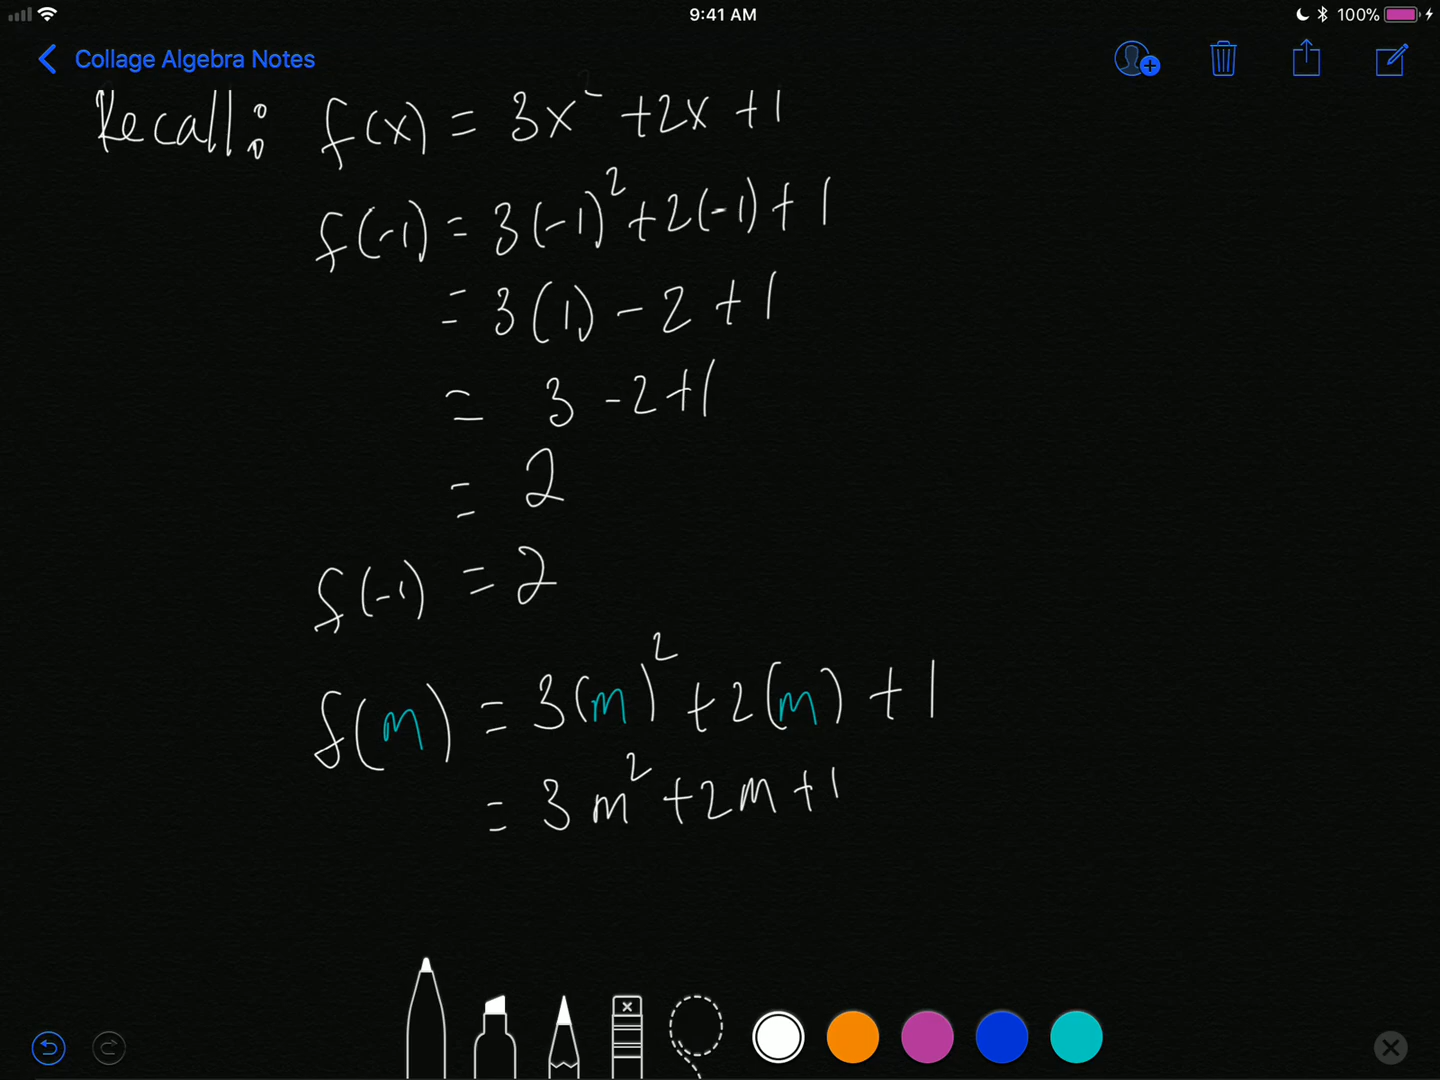 9:41 AM
100%
Collage Algebra Notes
Recall: f(x) = 3x² + 2x + 1
f(-1) = 3(-1)² + 2(-1) + 1
= 3(1) - 2 + 1
= 3 - 2 + 1
= 2
f(-1) = 2
f(m) = 3(m)² + 2(m) + 1
= 3m² + 2m + 1